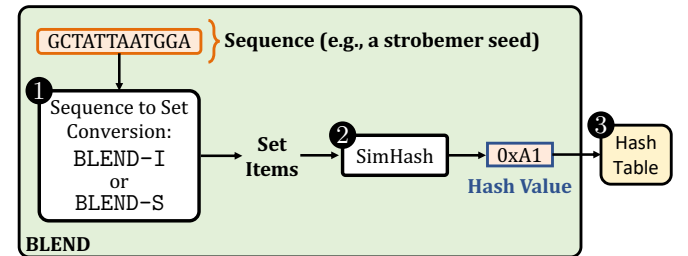 GCTATTAATGGA
Sequence (e.g., a strobemer seed)
1
Sequence to Set
Conversion:
BLEND-I
or
BLEND-S
Set
Items
2
SimHash
0xA1
Hash Value
3
Hash
Table
BLEND